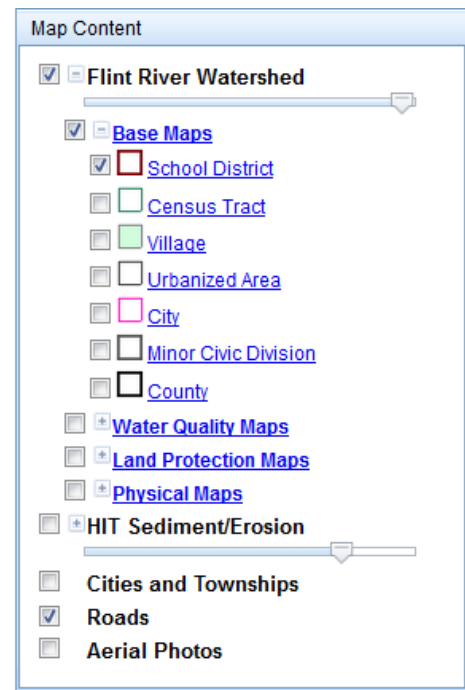 Map Content
Flint River Watershed
Base Maps
School District
Census Tract
Village
Urbanized Area
City
Minor Civic Division
County
Water Quality Maps
Land Protection Maps
Physical Maps
HIT Sediment/Erosion
Cities and Townships
Roads
Aerial Photos